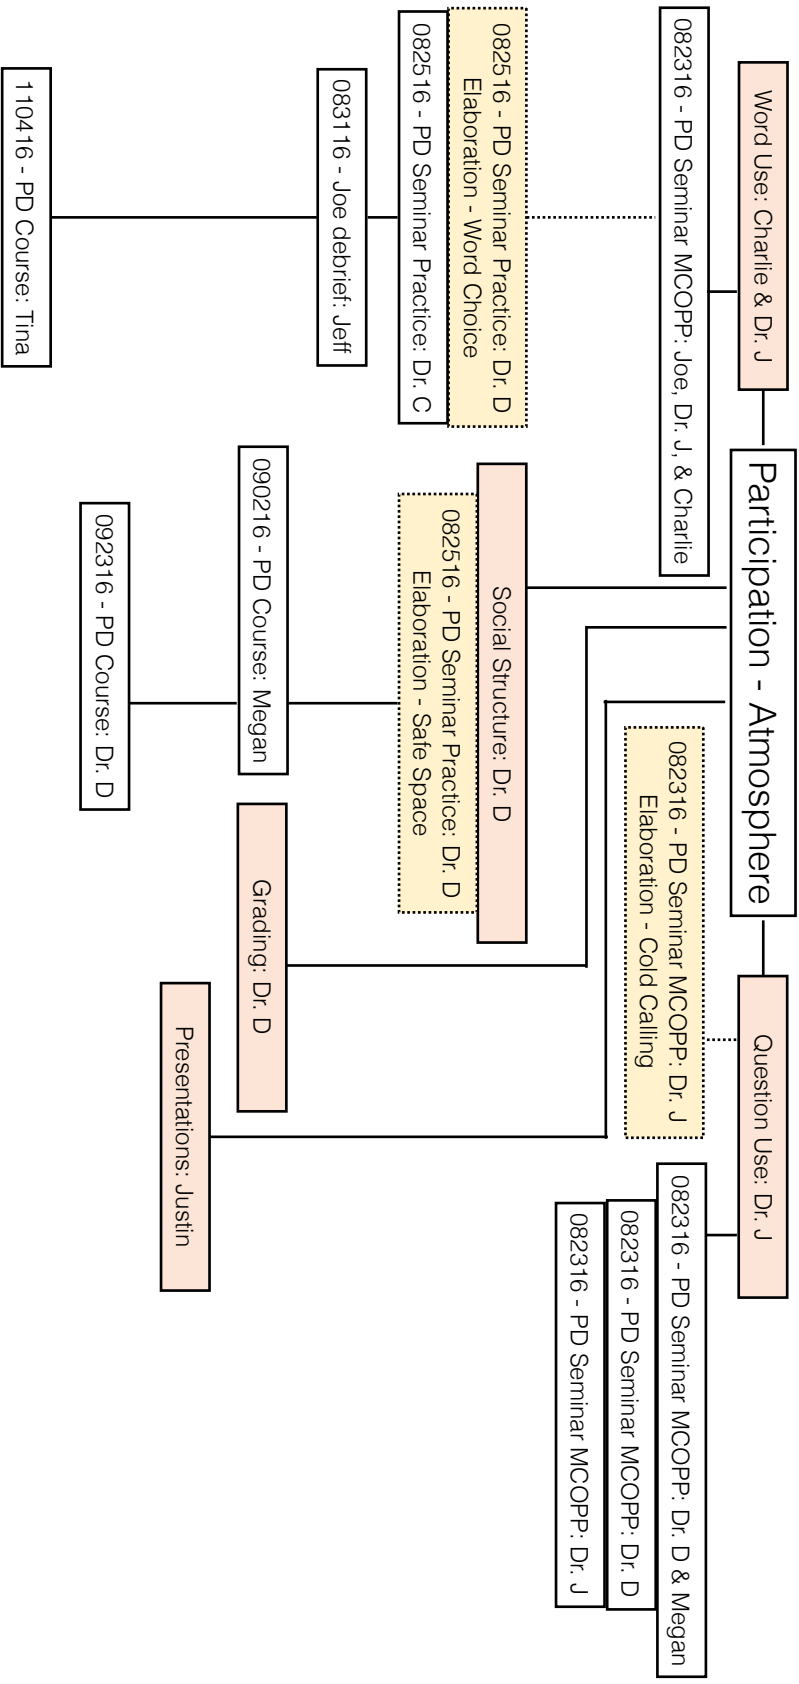 Participation - Atmosphere
Word Use: Charlie & Dr. J
Question Use: Dr. J
082316 - PD Seminar MCOPP: Joe, Dr. J, & Charlie
082316 - PD Seminar MCOPP: Dr. J
Elaboration - Cold Calling
082316 - PD Seminar MCOPP: Dr. D & Megan
082316 - PD Seminar MCOPP: Dr. D
082316 - PD Seminar MCOPP: Dr. J
082516 - PD Seminar Practice: Dr. D
Elaboration - Word Choice
082516 - PD Seminar Practice: Dr. C
Social Structure: Dr. D
082516 - PD Seminar Practice: Dr. D
Elaboration - Safe Space
083116 - Joe debrief: Jeff
090216 - PD Course: Megan
Grading: Dr. D
Presentations: Justin
092316 - PD Course: Dr. D
110416 - PD Course: Tina